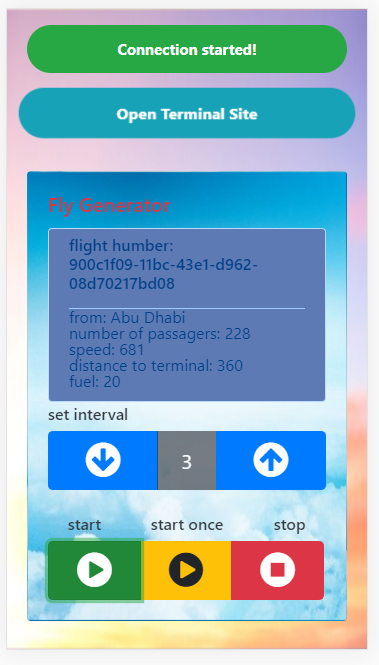 Connection started!
Open Terminal Site
Fly Generator
flight humber:
900c1f09-11bc-43e1-d962-
08d70217bd08
from: Abu Dhabi
number of passagers: 228
speed: 681
distance to terminal: 360
fuel: 20
set interval
3
start start once stop